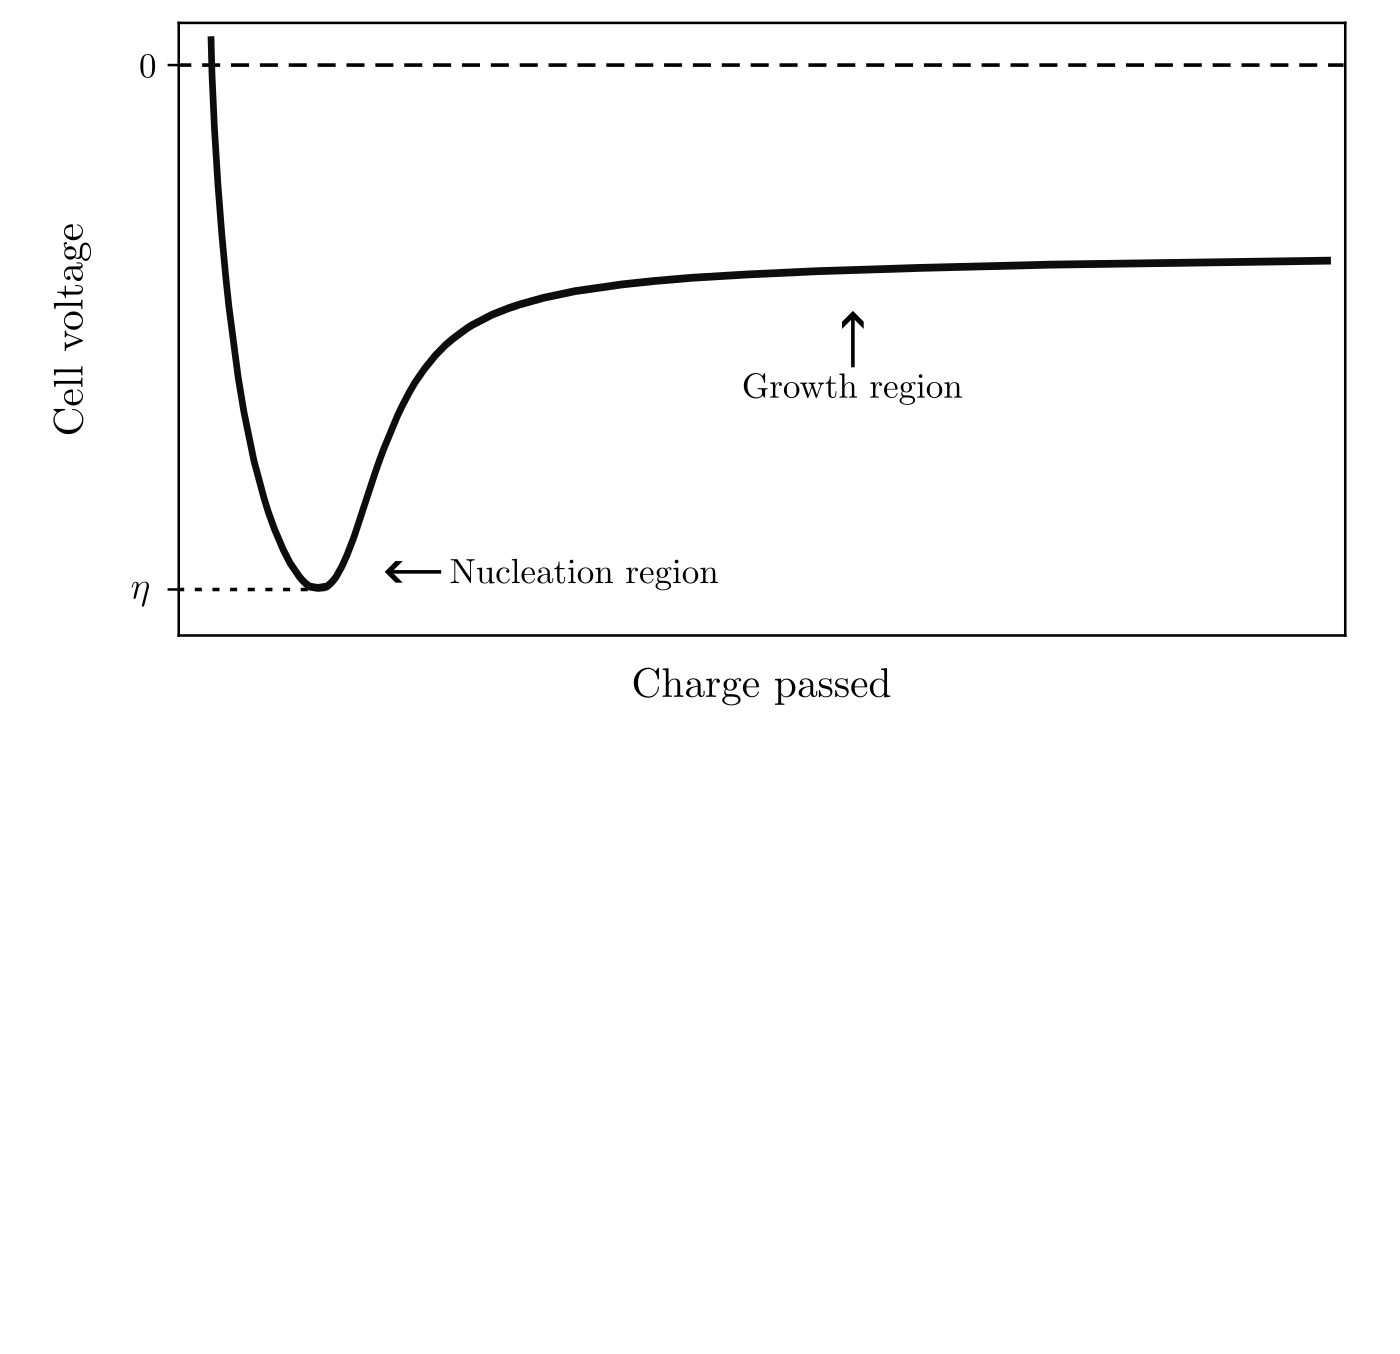 0
Cell voltage
Growth region
Nucleation region
η
Charge passed